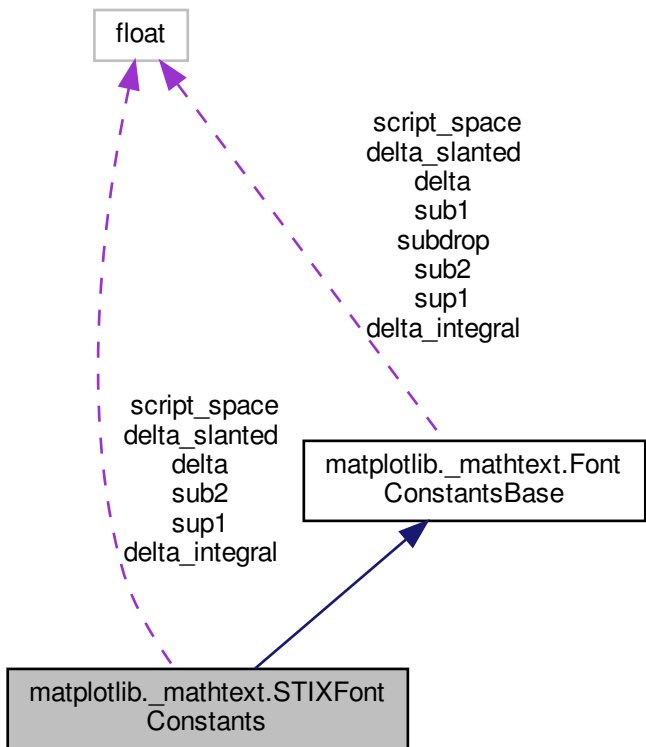 float
script_space
delta_slanted
delta
sub1
subdrop
sub2
sup1
delta_integral
script_space
delta_slanted
delta
sub2
sup1
delta_integral
matplotlib._mathtext.Font
ConstantsBase
matplotlib._mathtext.STIXFont
Constants